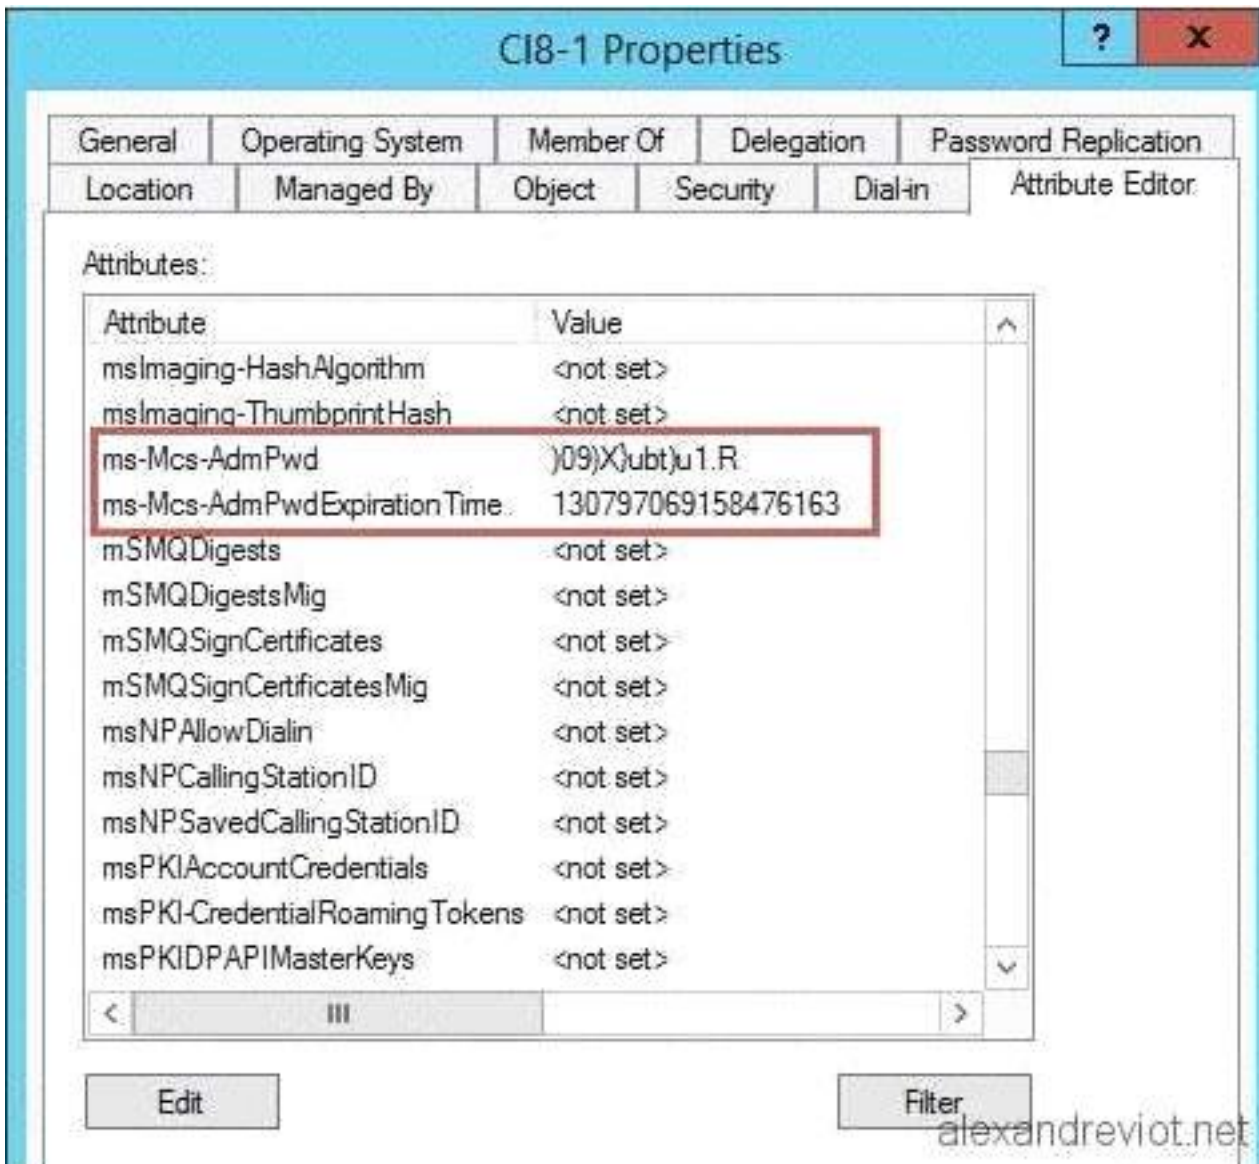 CI8-1 Properties
?
x
General Operating System Member Of Delegation Password Replication
Location Managed By Object Security Dial-in Attribute Editor
Attributes:
Attribute Value
msImaging-HashAlgorithm <not set>
msImaging-ThumbprintHash <not set>
ms-Mcs-AdmPwd )09)X}ubt)u1.R
ms-Mcs-AdmPwdExpirationTime 130797069158476163
mSMQDigests <not set>
mSMQDigestsMig <not set>
mSMQSignCertificates <not set>
mSMQSignCertificatesMig <not set>
msNPAllowDialin <not set>
msNPCallingStationID <not set>
msNPSavedCallingStationID <not set>
msPKIAccountCredentials <not set>
msPKI-CredentialRoamingTokens <not set>
msPKIDPAPIMasterKeys <not set>
Edit Filter
alexandreviot.net